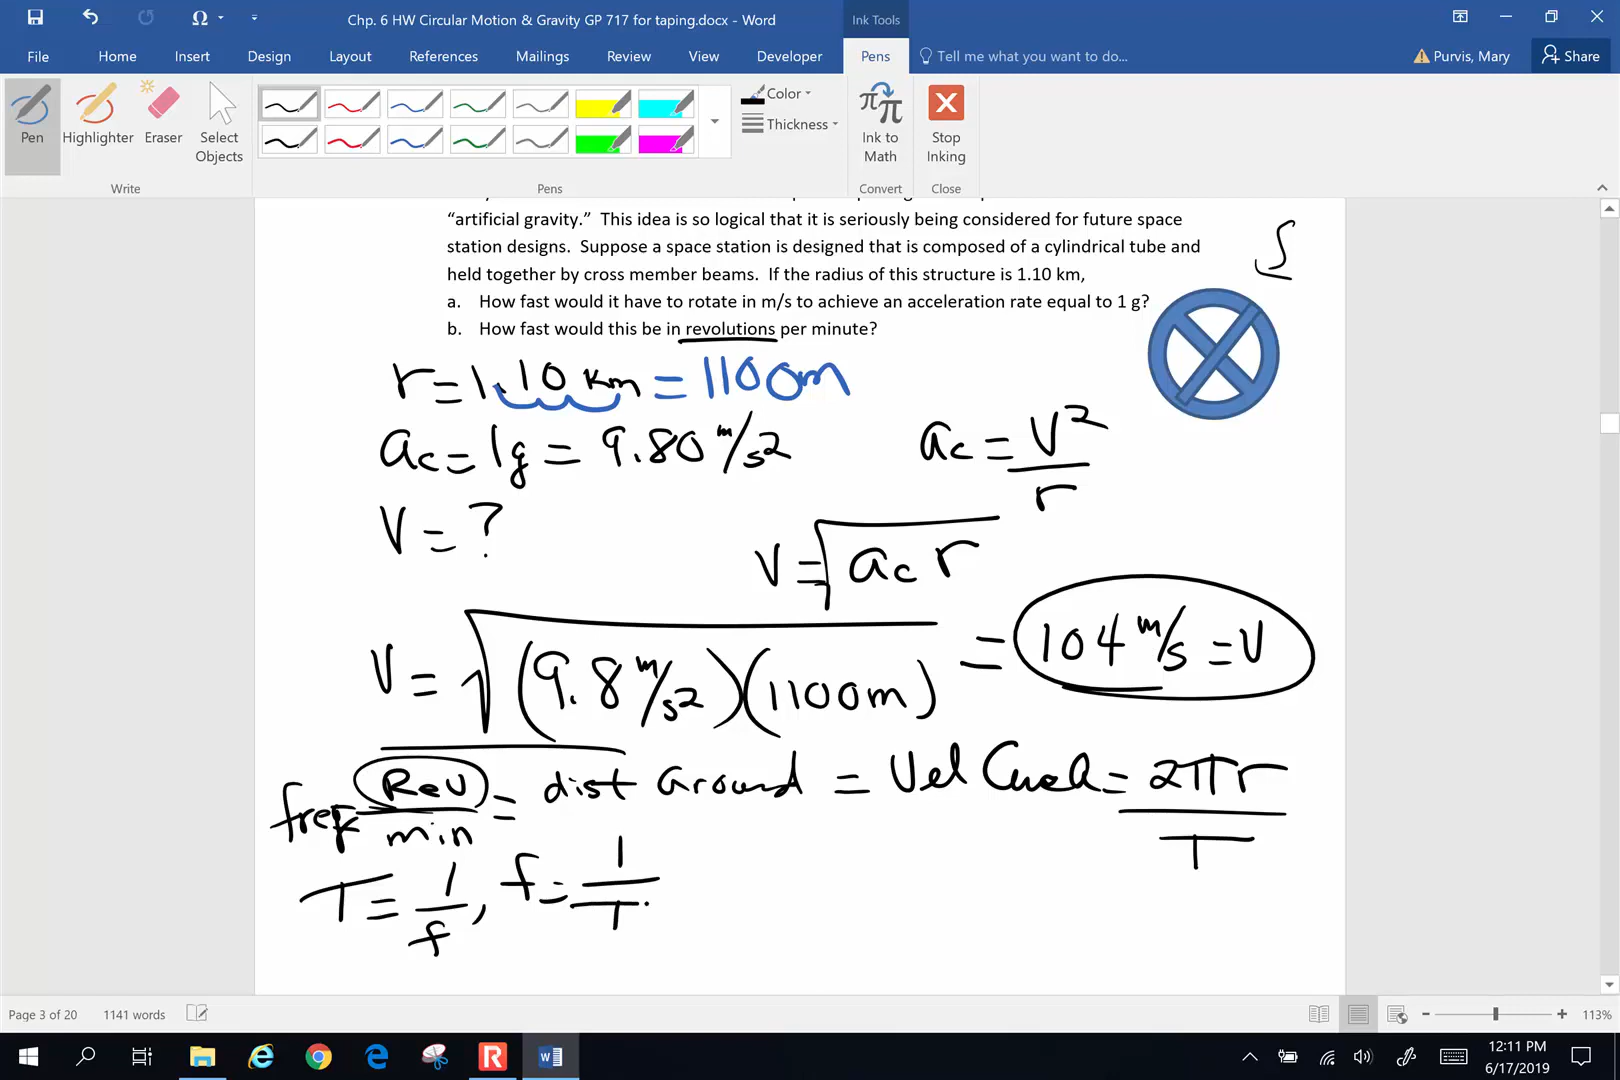 Chp. 6 HW Circular Motion & Gravity GP 717 for taping.docx - Word
Ink Tools
File Home Insert Design Layout References Mailings Review View Developer Pens Tell me what you want to do... Purvis, Mary Share
Pen Highlighter Eraser Select Objects
Color
Thickness
Ink to Math
Stop Inking
Write Pens Convert Close
"artificial gravity." This idea is so logical that it is seriously being considered for future space
station designs. Suppose a space station is designed that is composed of a cylindrical tube and
held together by cross member beams. If the radius of this structure is 1.10 km,
a. How fast would it have to rotate in m/s to achieve an acceleration rate equal to 1 g?
b. How fast would this be in revolutions per minute?
r = 1.10 km = 1100m
ac = 1g = 9.80 m/s2
ac = V²/r
V = ?
V = √ac r
V = √(9.8 m/s2)(1100m) = 104 m/s = V
freq Rev/min = dist around = Vel = 2πr/T
T = 1/f, f = 1/T
Page 3 of 20 1141 words 113%
12:11 PM
6/17/2019